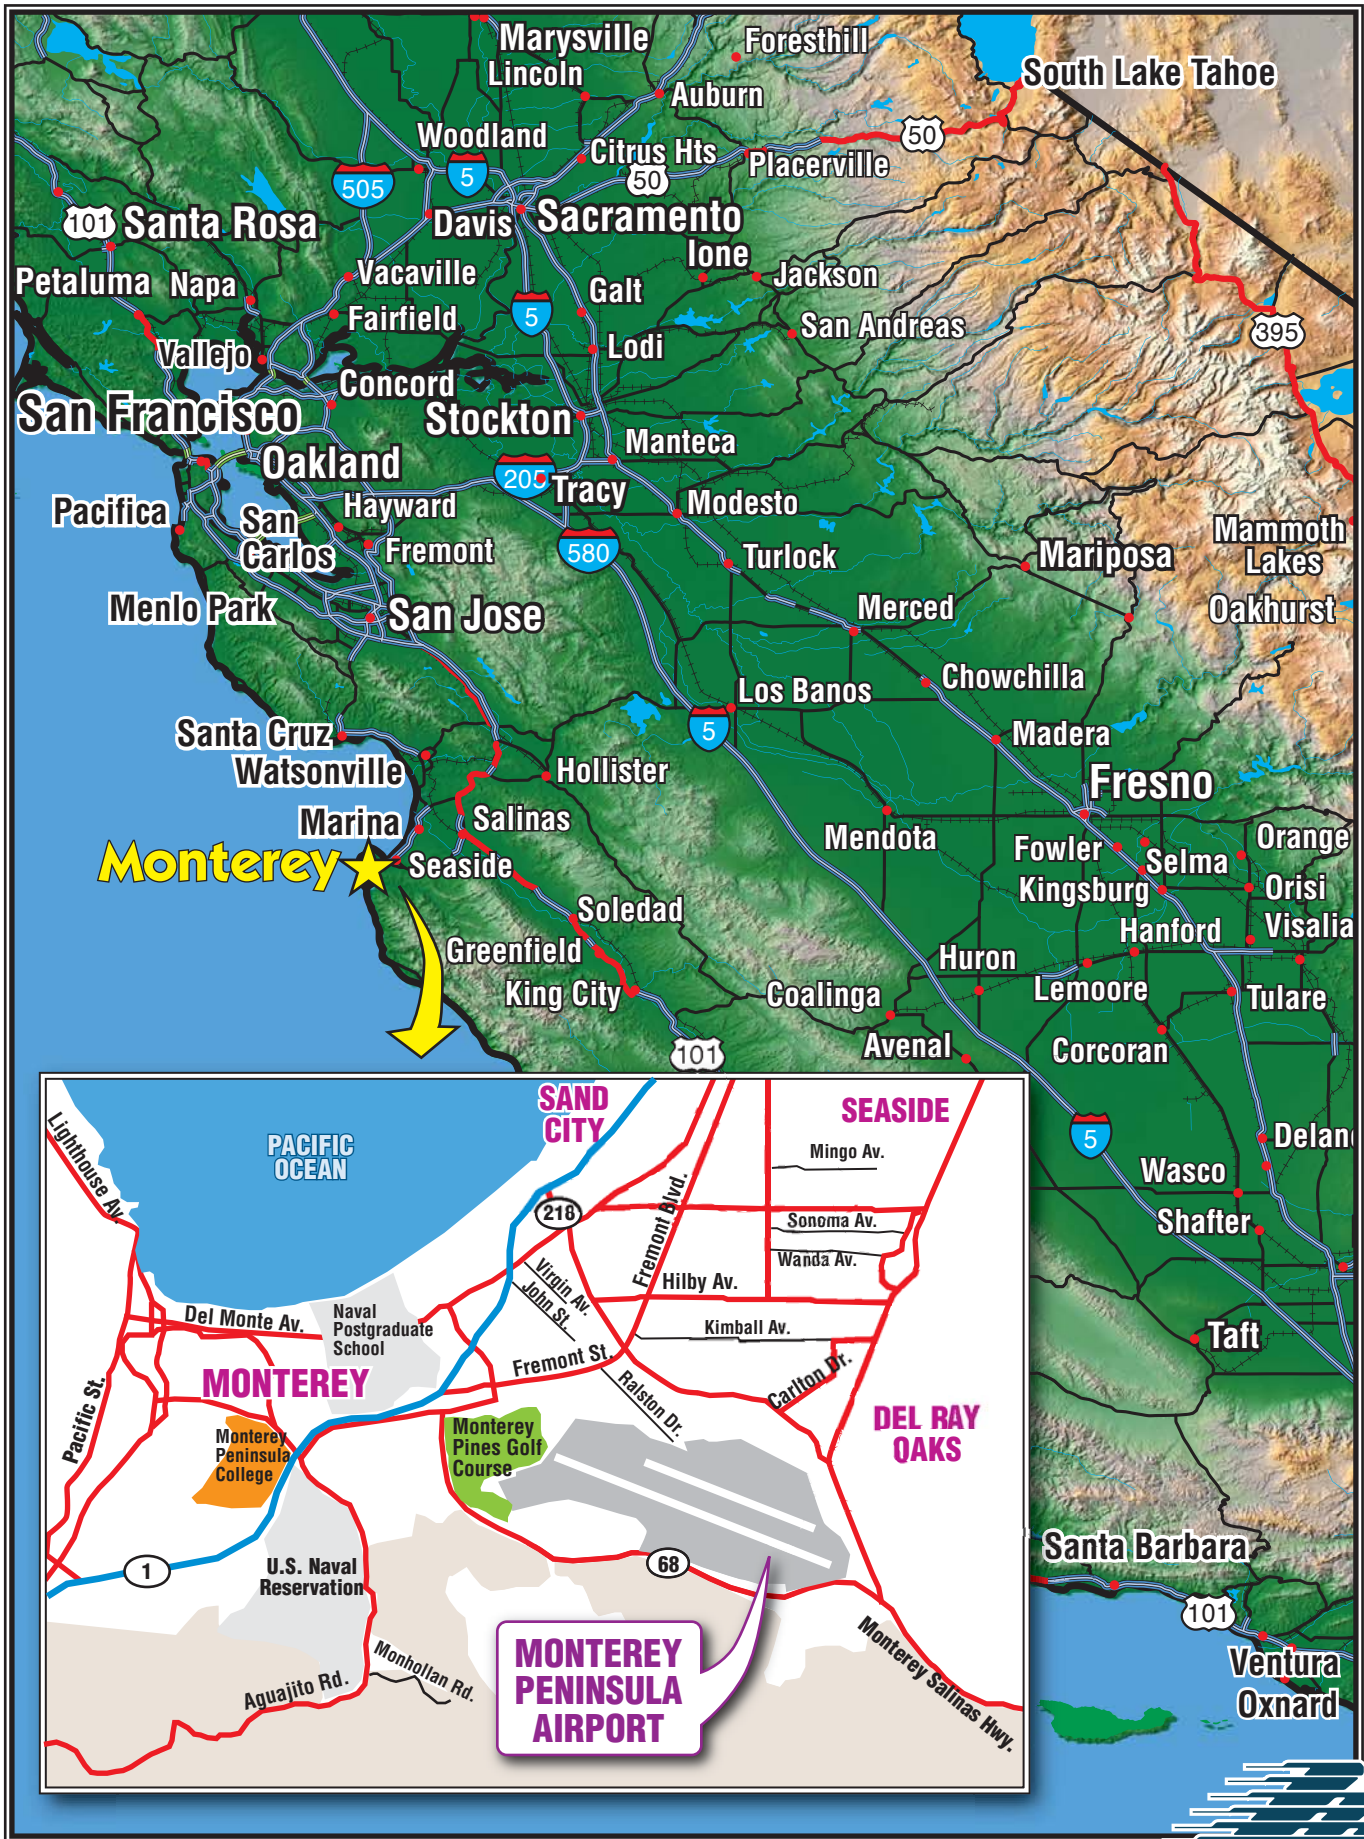 Marysville
Foresthill
Lincoln
South Lake Tahoe
Auburn
Woodland
Citrus Hts
50
Placerville
505
5
50
101
Santa Rosa
Davis
Sacramento
Ione
Jackson
Petaluma
Napa
Vacaville
Galt
Fairfield
5
San Andreas
395
Vallejo
Lodi
Concord
San Francisco
Stockton
Manteca
Oakland
205
Tracy
Hayward
Modesto
Pacifica
San
Carlos
Fremont
580
Turlock
Mariposa
Mammoth
Lakes
Menlo Park
San Jose
Merced
Oakhurst
Chowchilla
Los Banos
5
Santa Cruz
Madera
Watsonville
Hollister
Fresno
Marina
Salinas
Mendota
Orange
Monterey
Seaside
Fowler
Selma
Kingsburg
Orisi
Soledad
Visalia
Hanford
Greenfield
Huron
King City
Coalinga
Lemoore
Tulare
101
Avenal
Corcoran
5
Delan
Wasco
Shafter
Taft
Santa Barbara
101
Ventura
Oxnard
SAND
CITY
SEASIDE
Lighthouse Av.
PACIFIC
OCEAN
Mingo Av.
218
Fremont Blvd.
Sonoma Av.
Wanda Av.
Virgin Av.
John St.
Hilby Av.
Del Monte Av.
Naval
Postgraduate
School
Kimball Av.
Fremont St.
MONTEREY
Pacific St.
Ralston Dr.
Carlton Dr.
DEL RAY
OAKS
Monterey
Peninsula
College
Monterey
Pines Golf
Course
1
U.S. Naval
Reservation
68
MONTEREY
PENINSULA
AIRPORT
Monhollan Rd.
Aguajito Rd.
Monterey Salinas Hwy.